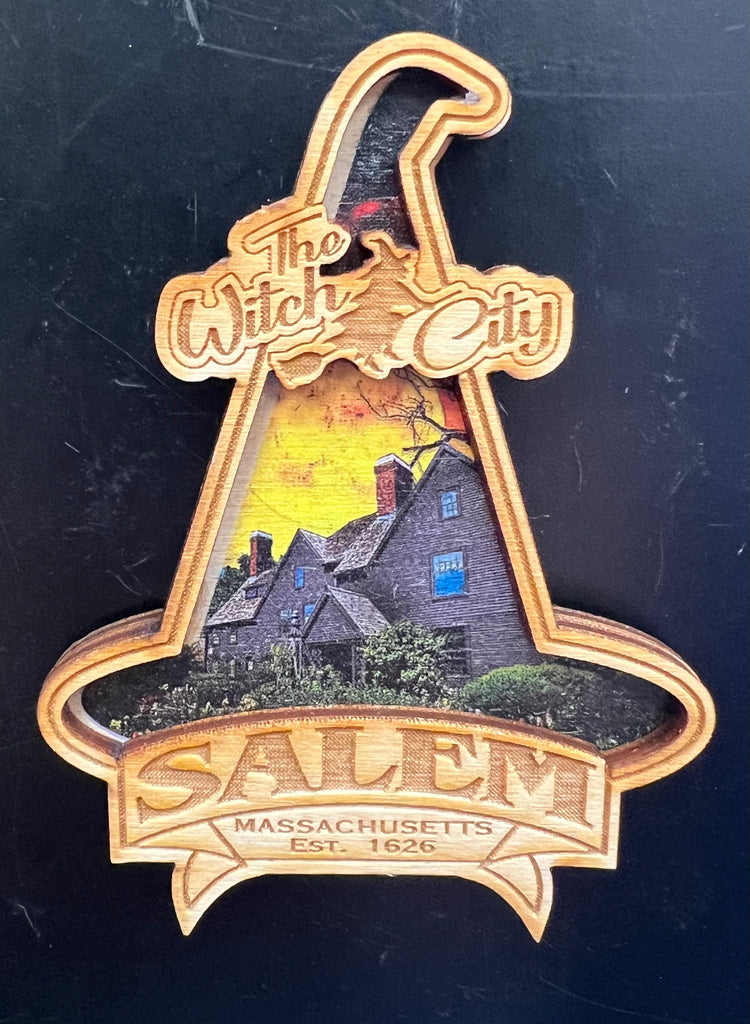 The
Witch City
SALEM
MASSACHUSETTS
EST. 1626